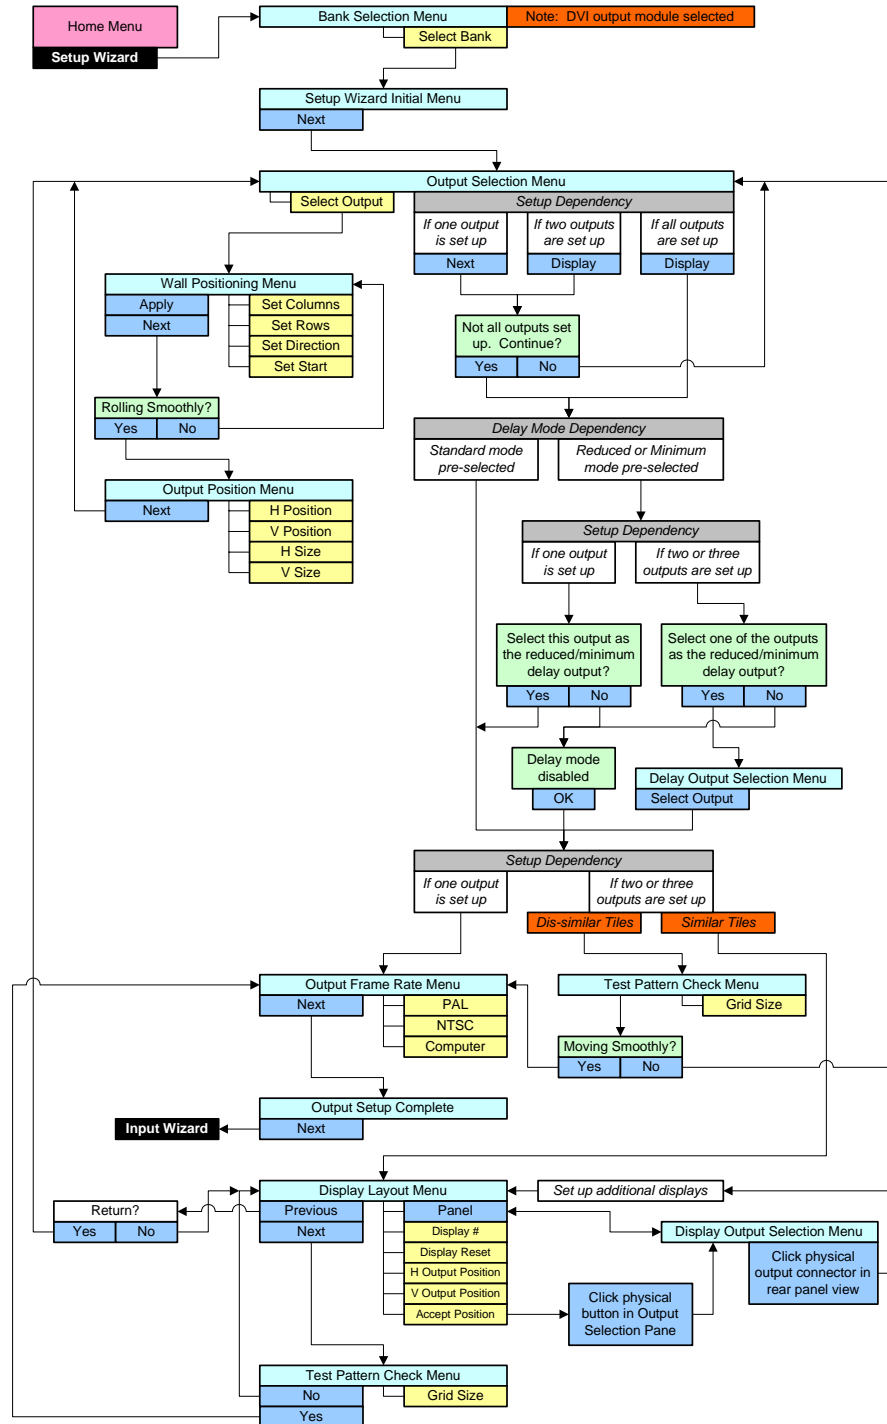 Home Menu
Setup Wizard
Bank Selection Menu
Note: DVI output module selected
Select Bank
Setup Wizard Initial Menu
Next
Output Selection Menu
Select Output
Setup Dependency
If one output
is set up
If two outputs
are set up
If all outputs
are set up
Next
Display
Display
Wall Positioning Menu
Apply
Next
Set Columns
Set Rows
Set Direction
Set Start
Not all outputs set
up. Continue?
Yes
No
Rolling Smoothly?
Yes
No
Delay Mode Dependency
Standard mode
pre-selected
Reduced or Minimum
mode pre-selected
Output Position Menu
Next
H Position
V Position
H Size
V Size
Setup Dependency
If one output
is set up
If two or three
outputs are set up
Select this output as
the reduced/minimum
delay output?
Yes
No
Select one of the outputs
as the reduced/minimum
delay output?
Yes
No
Delay mode
disabled
OK
Delay Output Selection Menu
Select Output
Setup Dependency
If one output
is set up
If two or three
outputs are set up
Dis-similar Tiles
Similar Tiles
Output Frame Rate Menu
Next
PAL
NTSC
Computer
Test Pattern Check Menu
Grid Size
Moving Smoothly?
Yes
No
Output Setup Complete
Next
Input Wizard
Display Layout Menu
Previous
Next
Panel
Display #
Display Reset
H Output Position
V Output Position
Accept Position
Return?
Yes
No
Set up additional displays
Display Output Selection Menu
Click physical
output connector in
rear panel view
Click physical
button in Output
Selection Pane
Test Pattern Check Menu
No
Yes
Grid Size